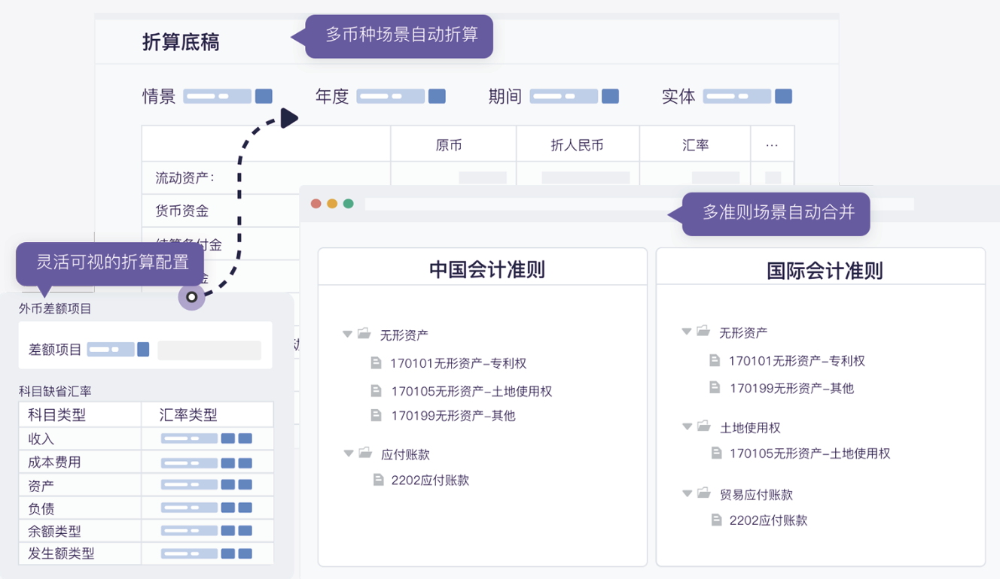 折算底稿
多币种场景自动折算
情景
年度
期间
实体
原币
折人民币
汇率
...
流动资产:
货币资金
结算备付金
金
动
灵活可视的折算配置
外币差额项目
差额项目
科目缺省汇率
科目类型 汇率类型
收入
成本费用
资产
负债
余额类型
发生额类型
多准则场景自动合并
中国会计准则
无形资产
170101无形资产-专利权
170105无形资产-土地使用权
170199无形资产-其他
应付账款
2202应付账款
国际会计准则
无形资产
170101无形资产-专利权
170199无形资产-其他
土地使用权
170105无形资产-土地使用权
贸易应付账款
2202应付账款